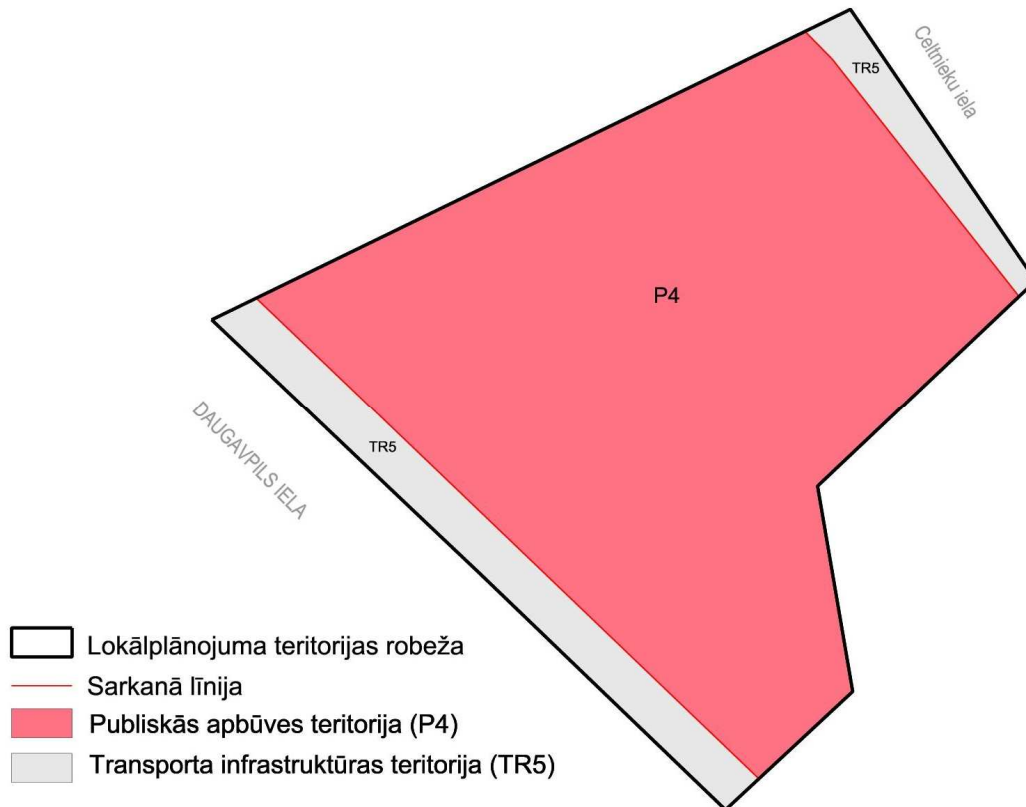 Celtnieku iela
TR5
P4
DAUGAVPILS IELA
TR5
Lokālplānojuma teritorijas robeža
Sarkanā līnija
Publiskās apbūves teritorija (P4)
Transporta infrastruktūras teritorija (TR5)